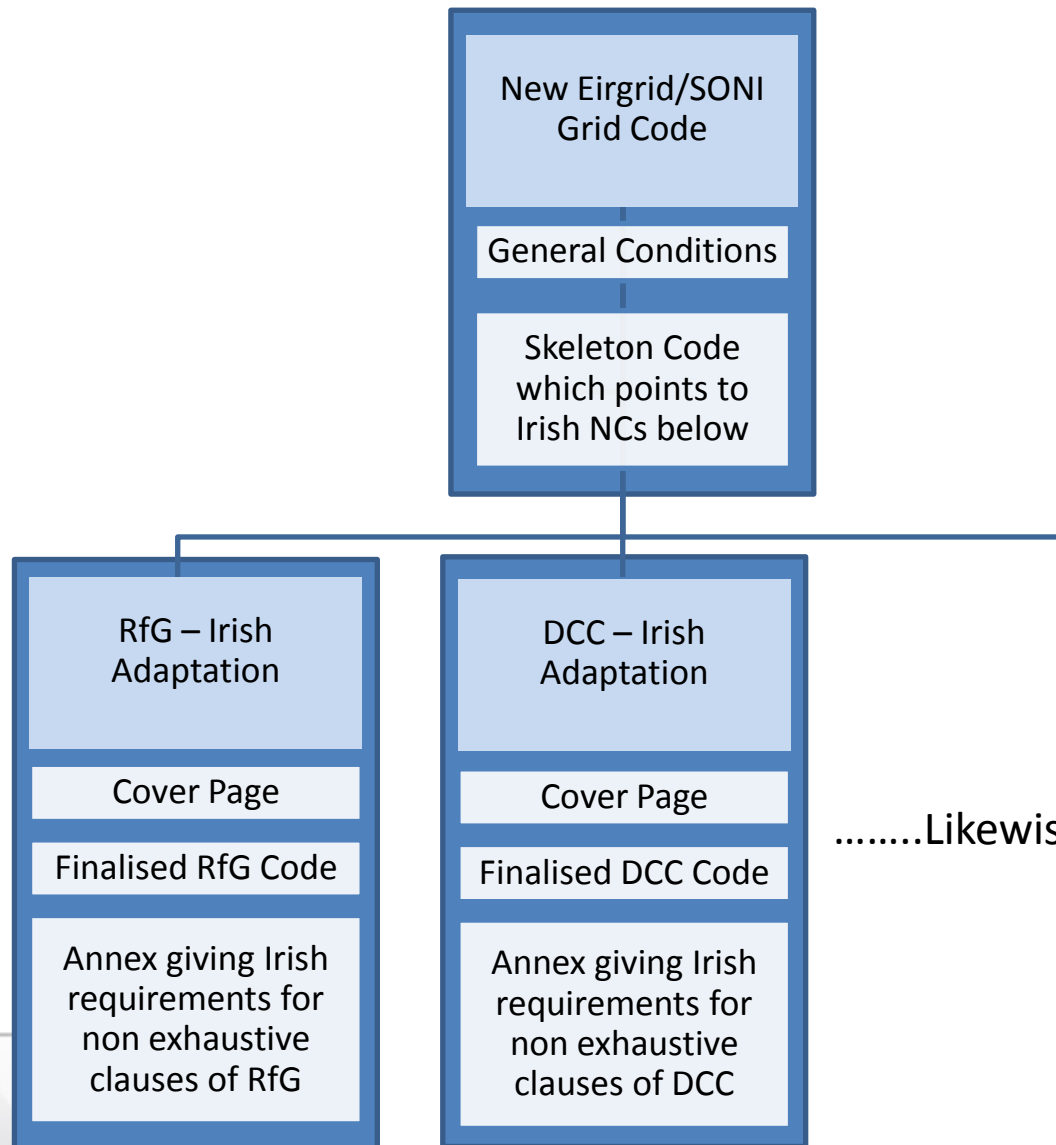 New Eirgrid/SONI
Grid Code
General Conditions
Skeleton Code
which points to
Irish NCs below
RfG – Irish
Adaptation
Cover Page
Finalised RfG Code
Annex giving Irish
requirements for
non exhaustive
clauses of RfG
DCC – Irish
Adaptation
Cover Page
Finalised DCC Code
Annex giving Irish
requirements for
non exhaustive
clauses of DCC
........Likewis